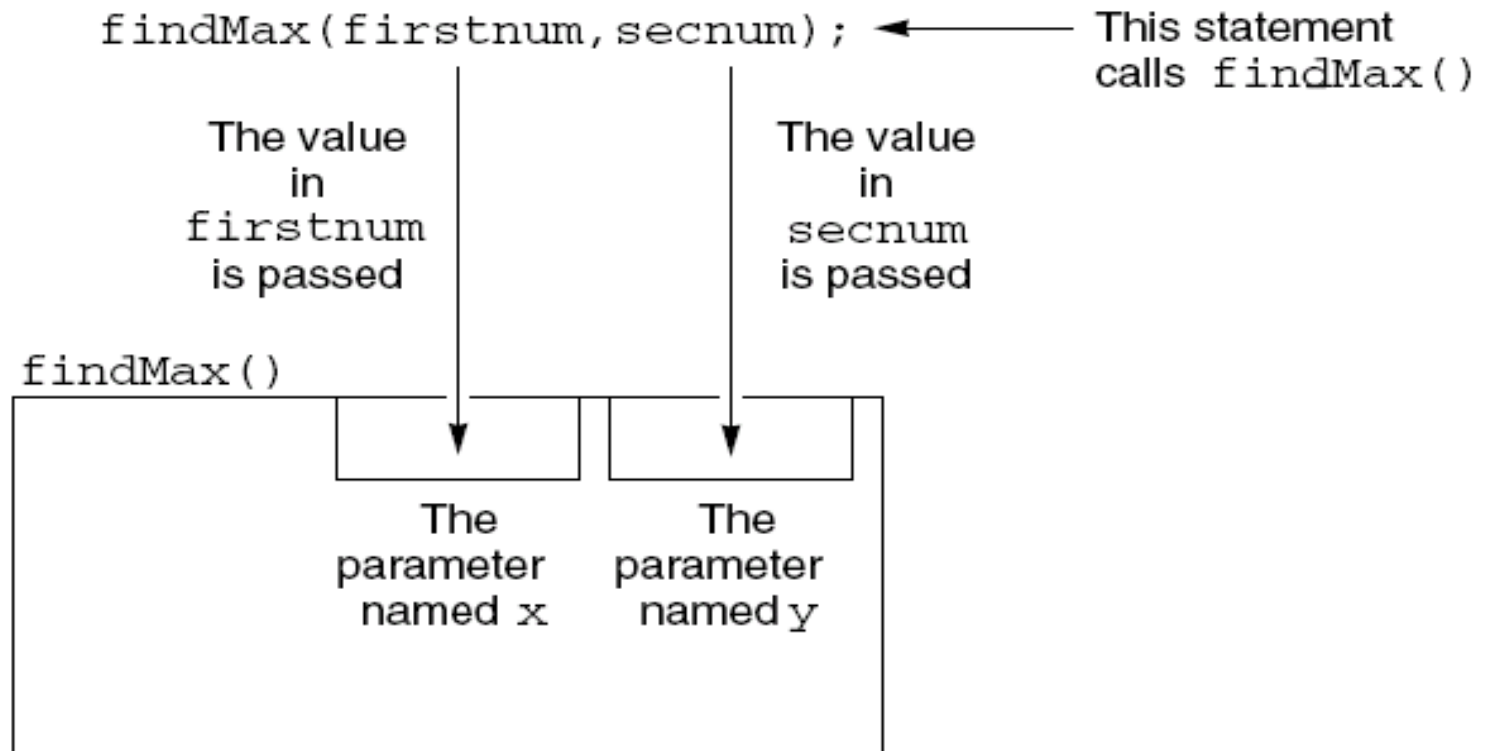 findMax(firstnum,secnum);
This statement
calls findMax()
The value
in
firstnum
is passed
The value
in
secnum
is passed
findMax()
The
parameter
named x
The
parameter
named y